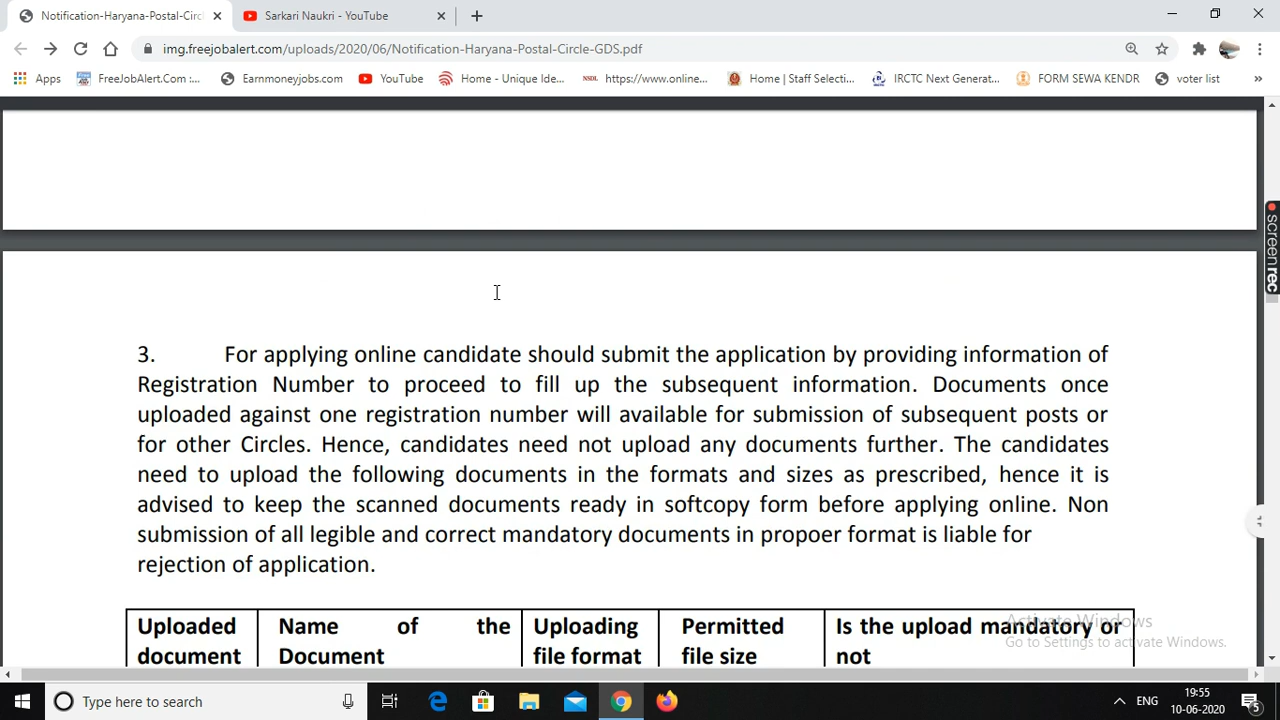 Notification-Haryana-Postal-Circl
Sarkari Naukri - YouTube
img.freejobalert.com/uploads/2020/06/Notification-Haryana-Postal-Circle-GDS.pdf
Apps
FreeJobAlert.Com :...
Earnmoneyjobs.com
YouTube
Home - Unique Ide...
NSDL https://www.online...
Home | Staff Selecti...
IRCTC Next Generat...
FORM SEWA KENDR
voter list
3. For applying online candidate should submit the application by providing information of
Registration Number to proceed to fill up the subsequent information. Documents once
uploaded against one registration number will available for submission of subsequent posts or
for other Circles. Hence, candidates need not upload any documents further. The candidates
need to upload the following documents in the formats and sizes as prescribed, hence it is
advised to keep the scanned documents ready in softcopy form before applying online. Non
submission of all legible and correct mandatory documents in propoer format is liable for
rejection of application.
Uploaded document
Name of the Document
Uploading file format
Permitted file size
Is the upload mandatory or not
Activate Windows
Go to Settings to activate Windows.
screenrec
Type here to search
ENG
19:55
10-06-2020
5